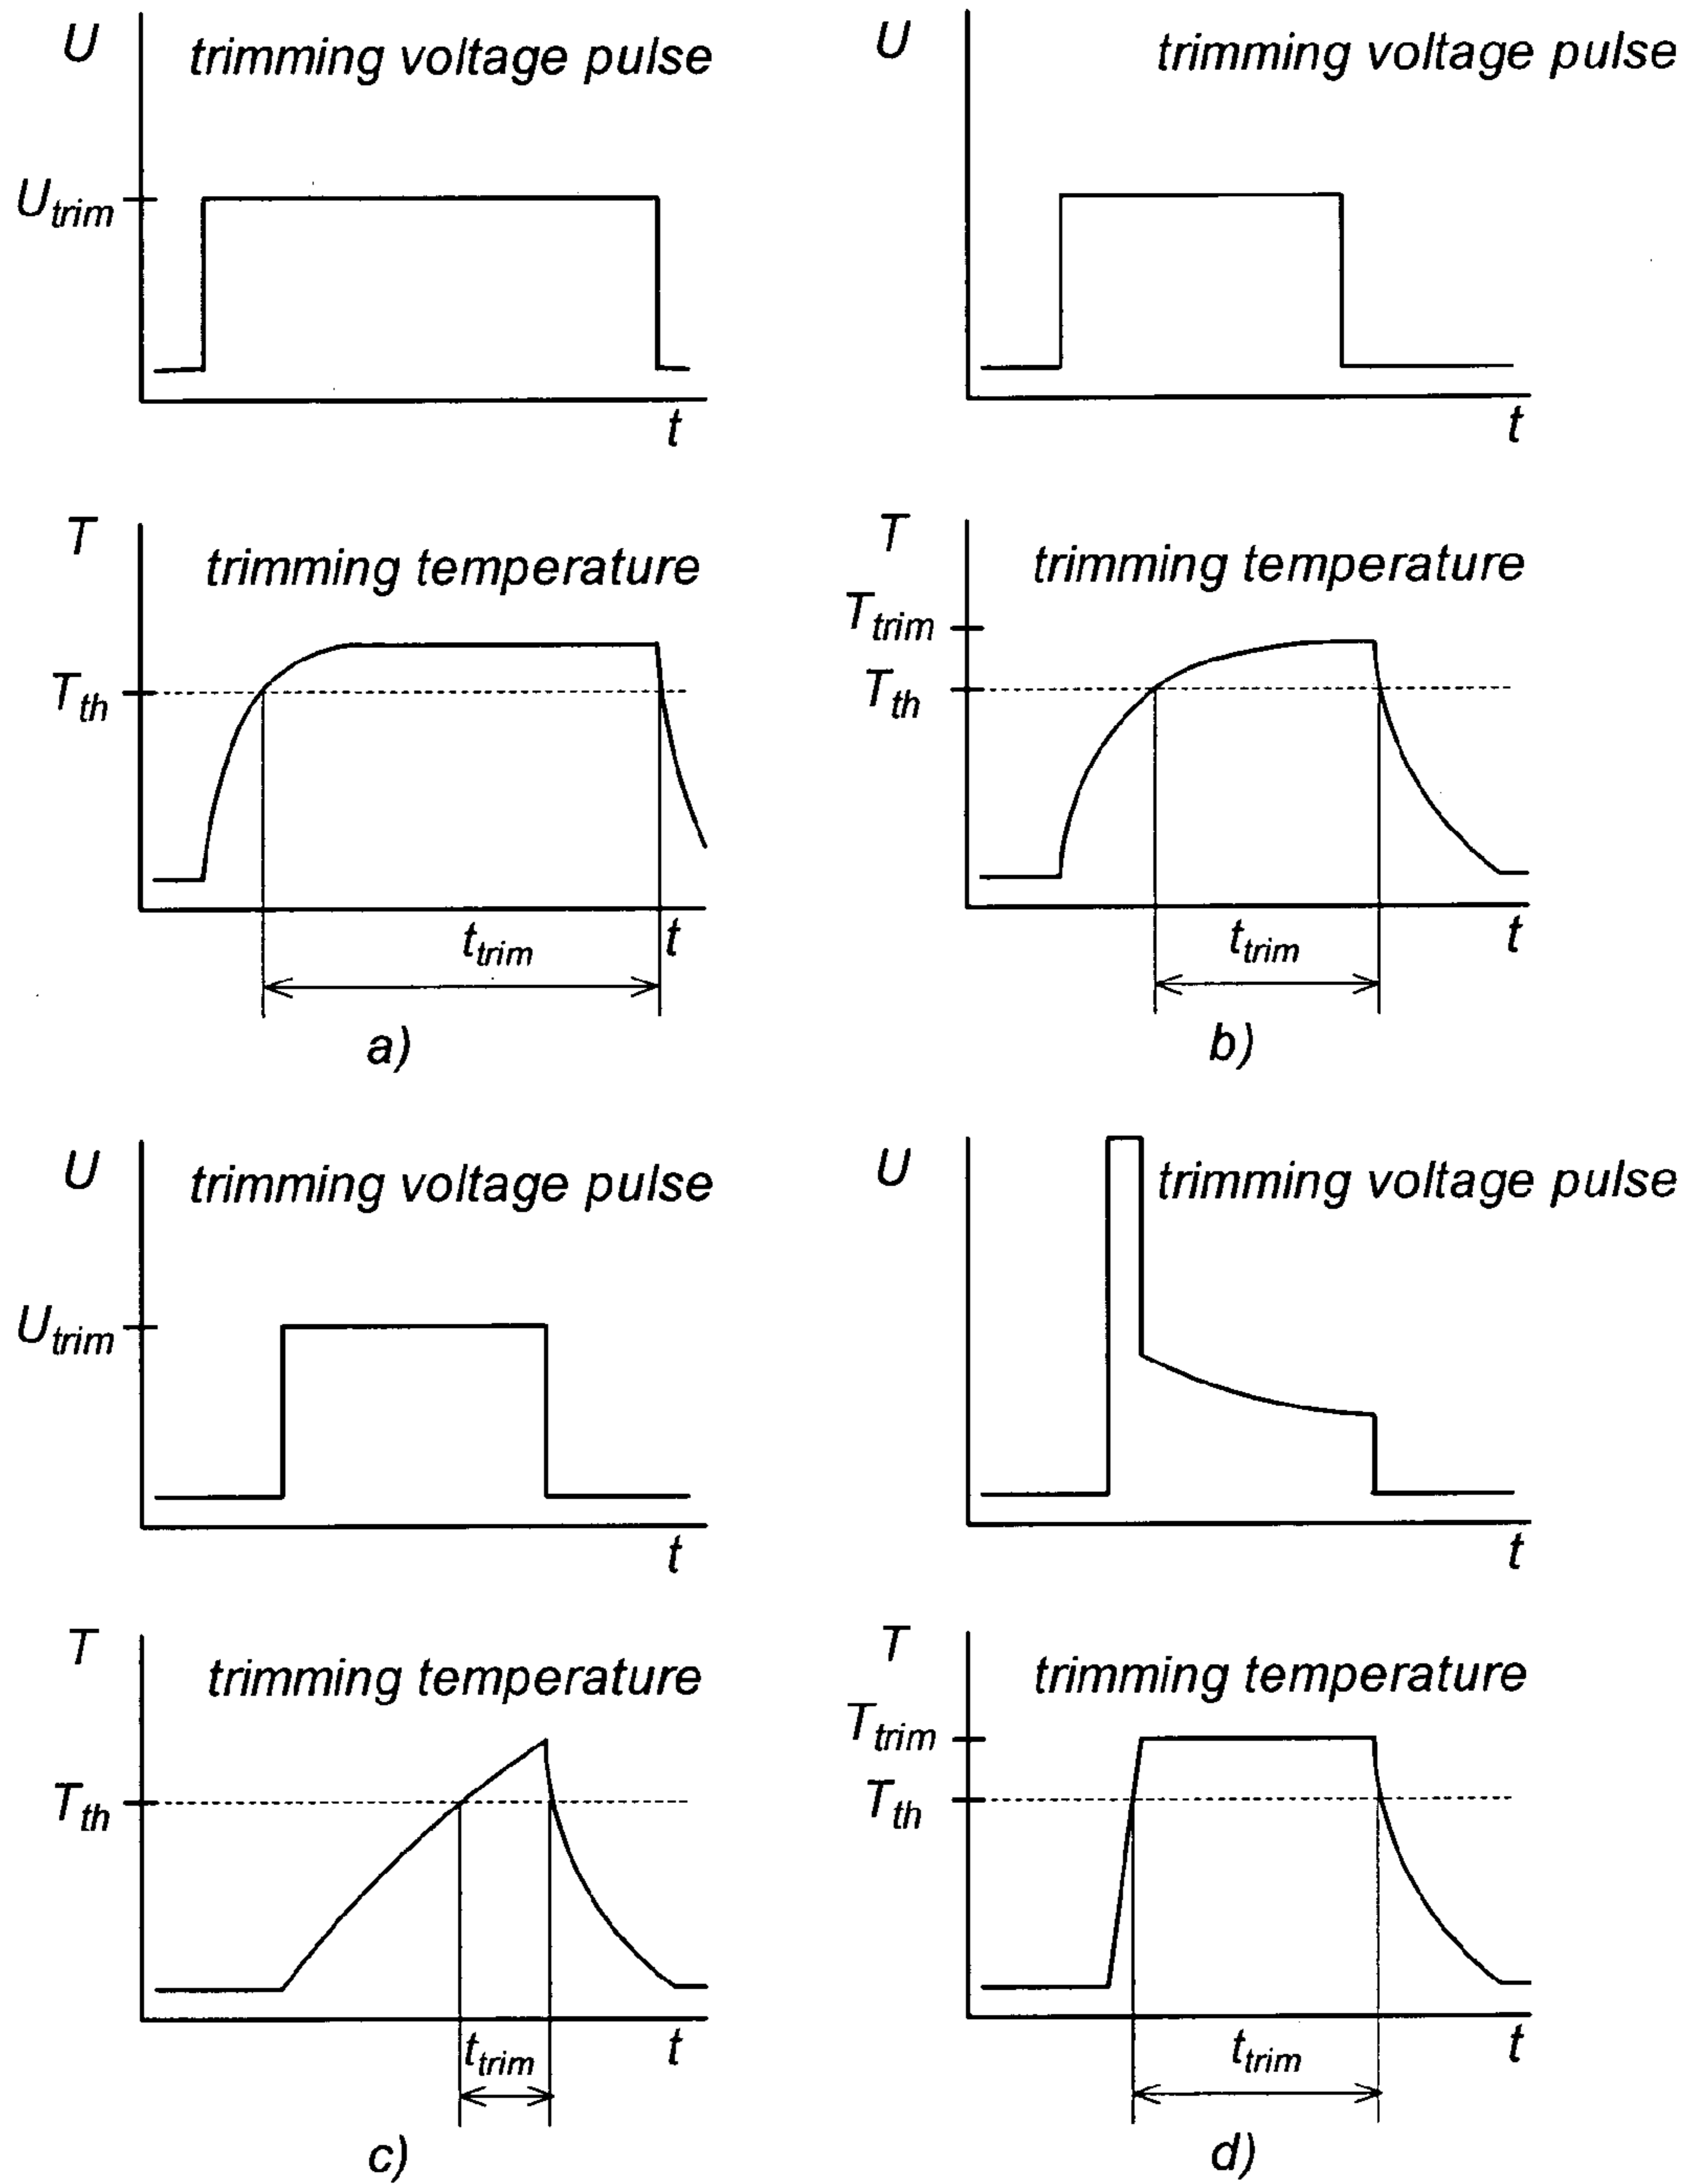 U trimming voltage pulse
U_trim
t
T trimming temperature
T_th
t_trim t
a)
U trimming voltage pulse
t
T trimming temperature
T_trim
T_th
t_trim t
b)
U trimming voltage pulse
U_trim
t
T trimming temperature
T_th
t_trim t
c)
U trimming voltage pulse
t
T trimming temperature
T_trim
T_th
t_trim t
d)